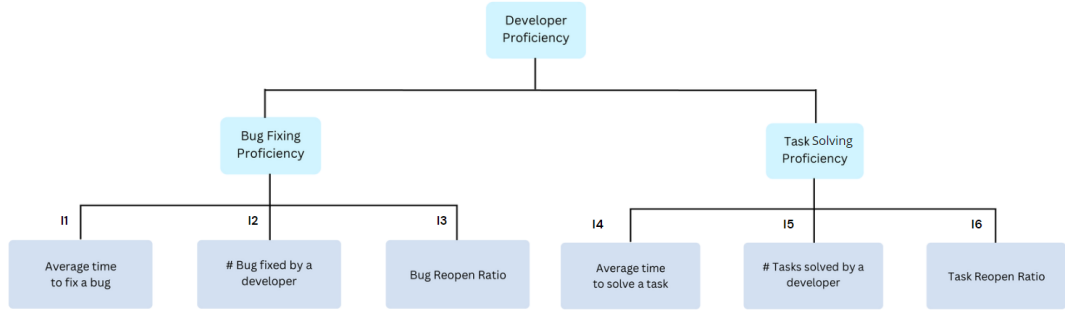 Developer
Proficiency
Bug Fixing
Proficiency
Task Solving
Proficiency
I1
I2
I3
I4
I5
I6
Average time
to fix a bug
# Bug fixed by a
developer
Bug Reopen Ratio
Average time
to solve a task
# Tasks solved by a
developer
Task Reopen Ratio